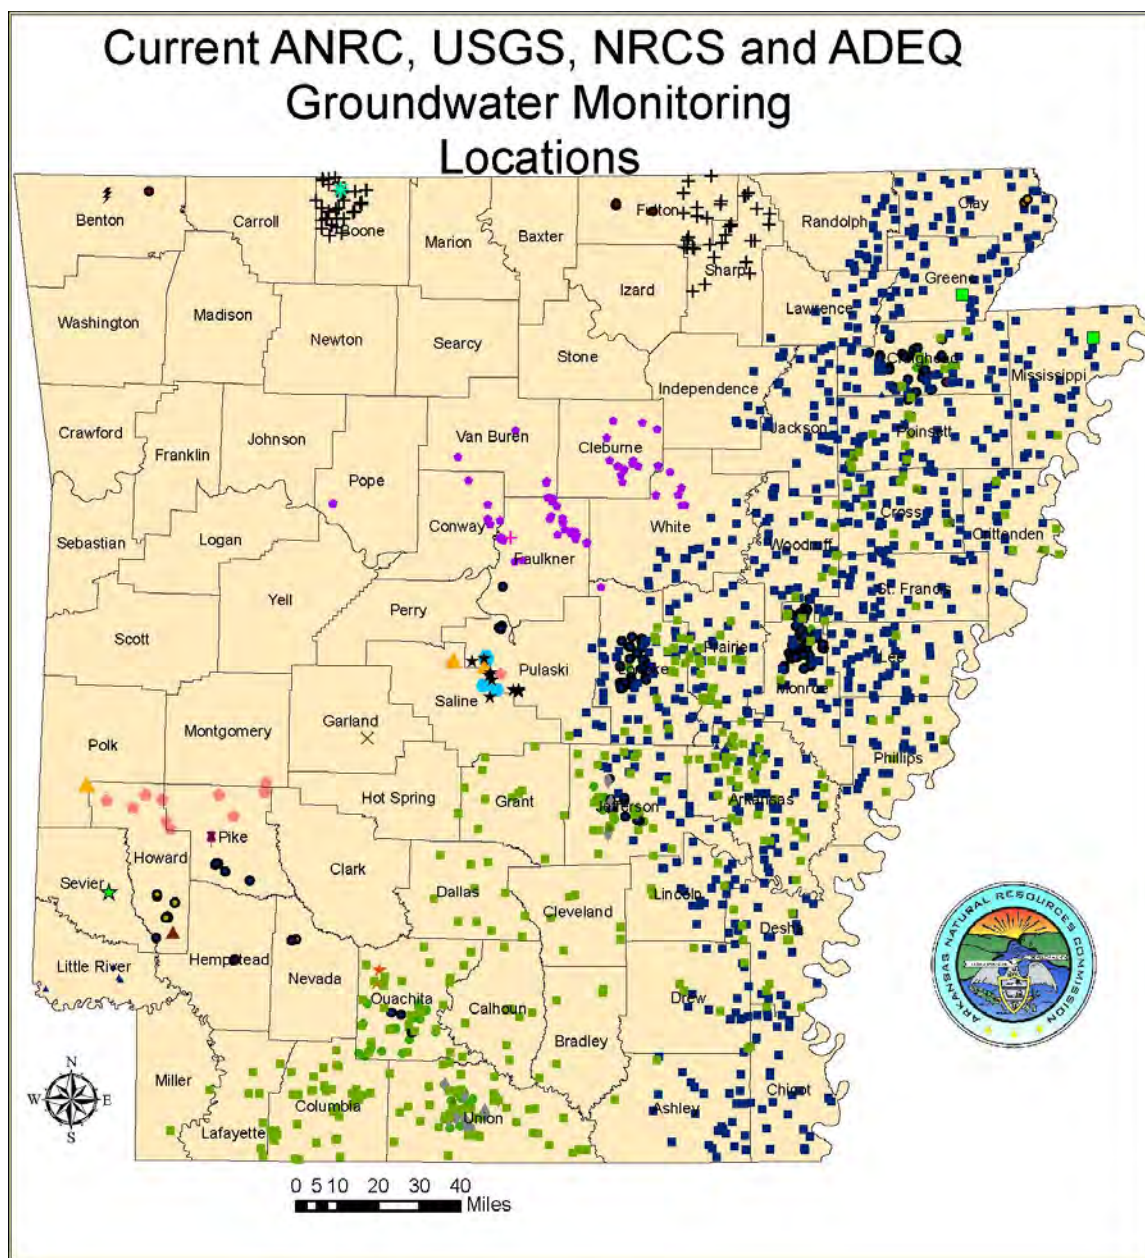 Current ANRC, USGS, NRCS and ADEQ
Groundwater Monitoring
Locations
Benton
Carroll
Boone
Marion
Baxter
Fulton
Sharp
Randolph
Clay
Greene
Izard
Lawrence
Washington
Madison
Newton
Searcy
Stone
Independence
Craighead
Mississippi
Crawford
Franklin
Johnson
Van Buren
Cleburne
Jackson
Poinsett
Pope
Sebastian
Logan
Conway
Faulkner
White
Woodruff
Cross
Crittenden
Scott
Yell
Perry
St. Francis
Pulaski
Saline
Lonoke
Prairie
Monroe
Lee
Polk
Montgomery
Garland
Phillips
Hot Spring
Grant
Jefferson
Arkansas
Howard
Pike
Sevier
Clark
Dallas
Cleveland
Lincoln
Desha
Little River
Hempstead
Nevada
Ouachita
Calhoun
Drew
Bradley
Miller
Lafayette
Columbia
Union
Ashley
Chicot
N
W
E
S
0 5 10 20 30 40
Miles
ARKANSAS NATURAL RESOURCES COMMISSION